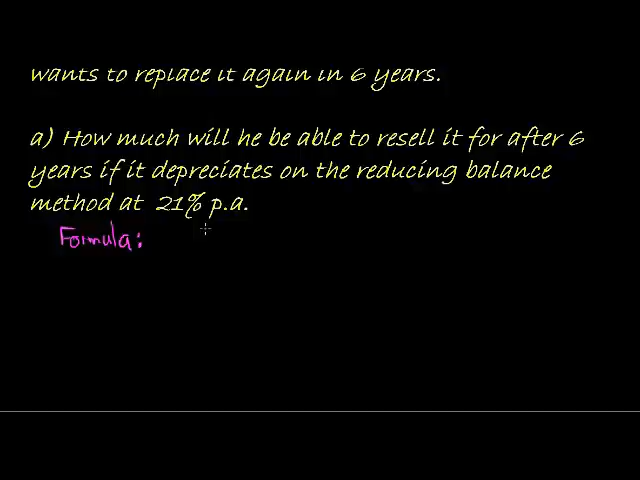 wants to replace it again in 6 years.
a) How much will he be able to resell it for after 6
years if it depreciates on the reducing balance
method at 21% p.a.
Formula: